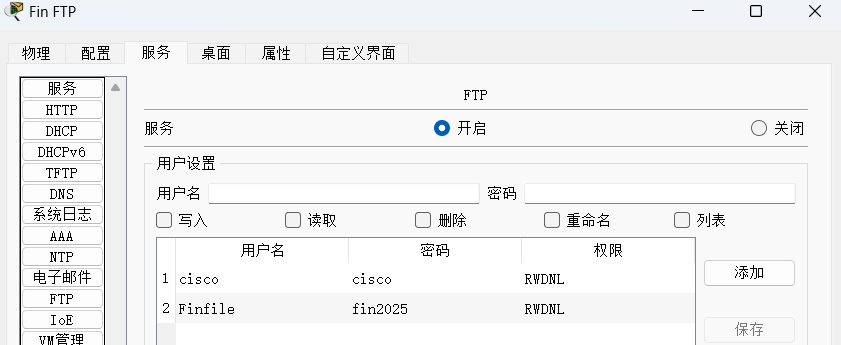 Fin FTP
物理 配置 服务 桌面 属性 自定义界面
服务
HTTP
DHCP
DHCPv6
TFTP
DNS
系统日志
AAA
NTP
电子邮件
FTP
IoE
VM管理
FTP
服务 开启 关闭
用户设置
用户名 密码
写入 读取 删除 重命名 列表
用户名 密码 权限
1 cisco cisco RWDNL
2 Finfile fin2025 RWDNL
添加
保存